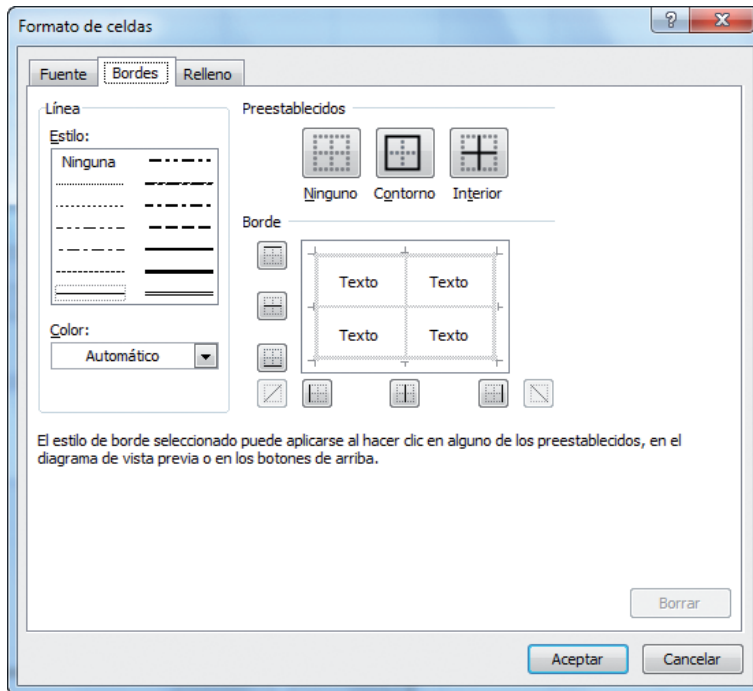 Formato de celdas
Fuente Bordes Relleno
Línea
Estilo:
Ninguna
Color:
Automático
Preestablecidos
Ninguno Contorno Interior
Borde
Texto Texto
Texto Texto
El estilo de borde seleccionado puede aplicarse al hacer clic en alguno de los preestablecidos, en el
diagrama de vista previa o en los botones de arriba.
Borrar
Aceptar Cancelar